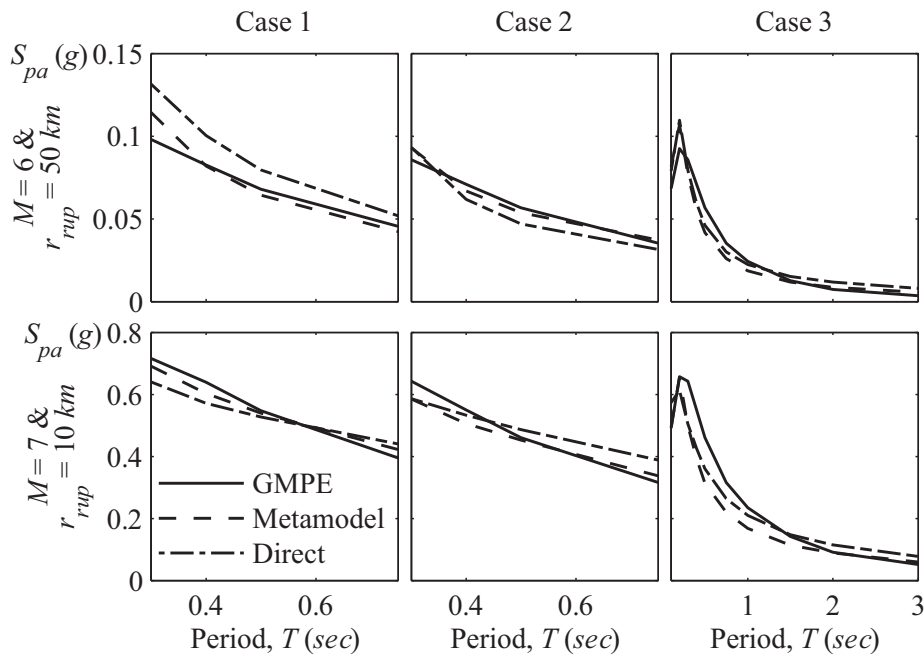 Case 1
Case 2
Case 3
S_pa (g)
M = 6 &
r_rup = 50 km
0.15
0.1
0.05
0
S_pa (g)
M = 7 &
r_rup = 10 km
0.8
0.6
0.4
0.2
0
GMPE
Metamodel
Direct
0.4 0.6
0.4 0.6
1 2 3
Period, T (sec)
Period, T (sec)
Period, T (sec)